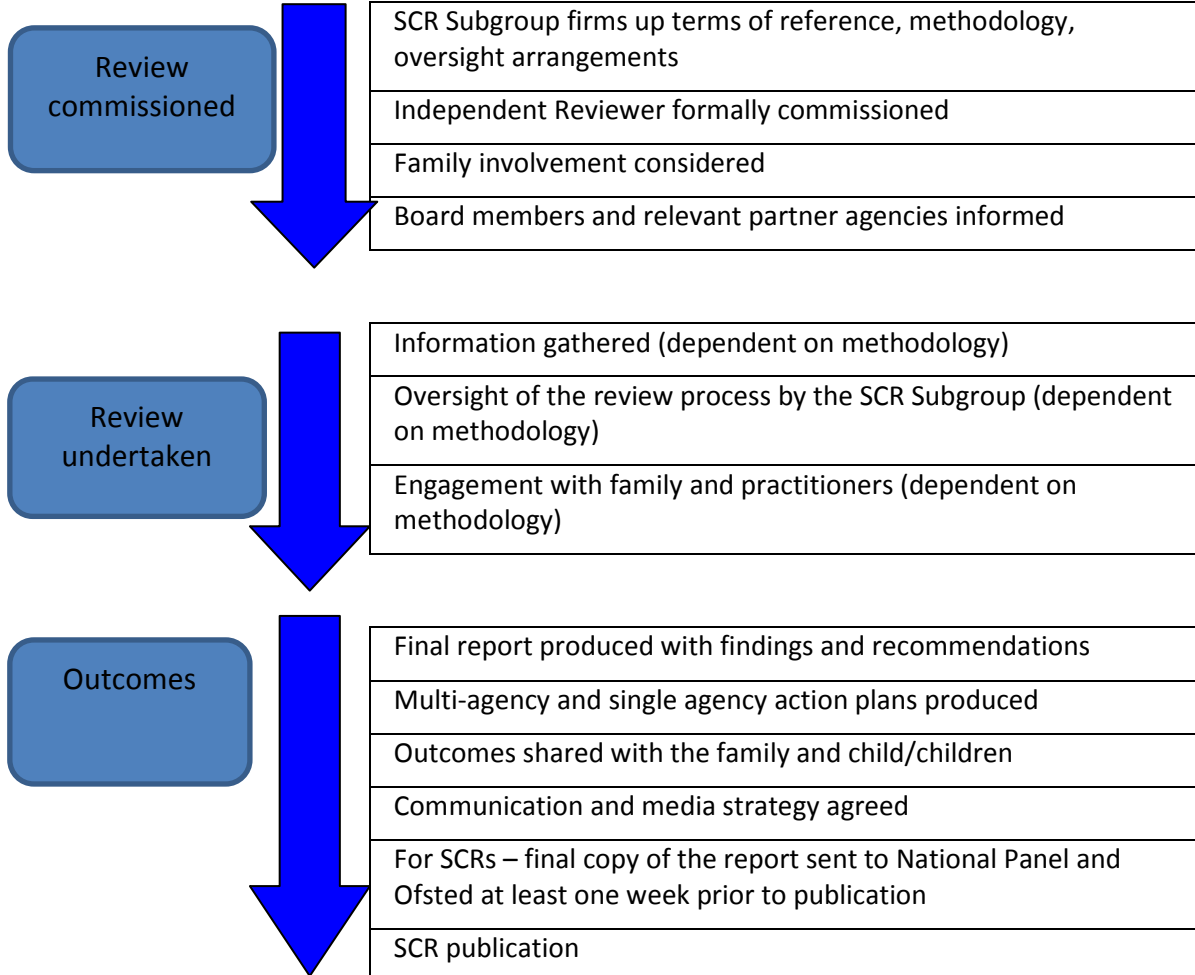 Review
commissioned
SCR Subgroup firms up terms of reference, methodology,
oversight arrangements
Independent Reviewer formally commissioned
Family involvement considered
Board members and relevant partner agencies informed
Review
undertaken
Information gathered (dependent on methodology)
Oversight of the review process by the SCR Subgroup (dependent
on methodology)
Engagement with family and practitioners (dependent on
methodology)
Outcomes
Final report produced with findings and recommendations
Multi-agency and single agency action plans produced
Outcomes shared with the family and child/children
Communication and media strategy agreed
For SCRs – final copy of the report sent to National Panel and
Ofsted at least one week prior to publication
SCR publication